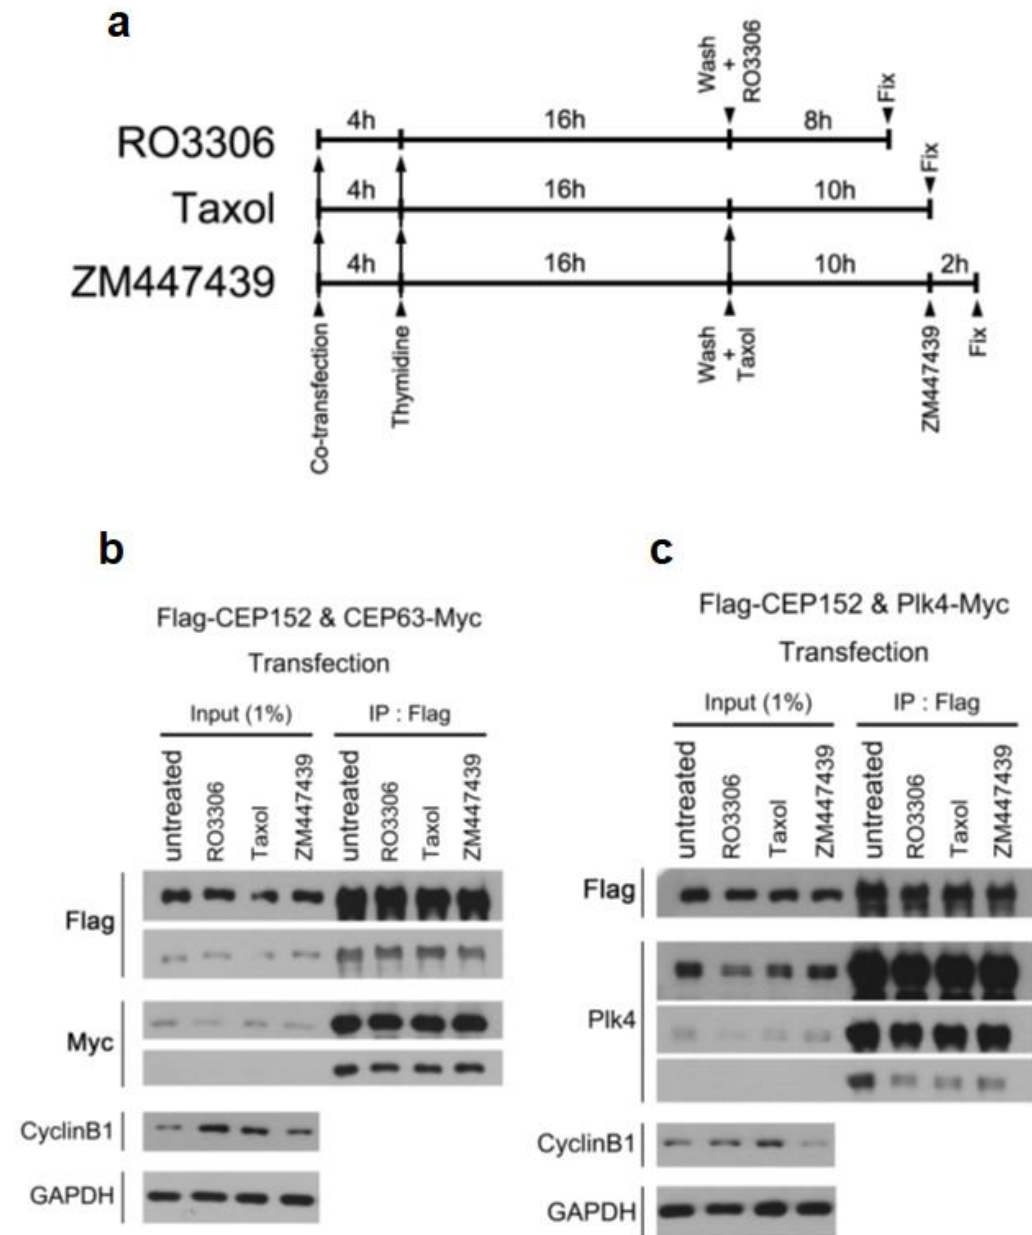 a
Wash
+
RO3306
Fix
RO3306
4h
16h
8h
Fix
Taxol
4h
16h
10h
ZM447439
4h
16h
10h
2h
Co-transfection
Thymidine
Wash
+
Taxol
ZM447439
Fix
b
Flag-CEP152 & CEP63-Myc
Transfection
Input (1%)
IP : Flag
untreated
RO3306
Taxol
ZM447439
untreated
RO3306
Taxol
ZM447439
Flag
Myc
CyclinB1
GAPDH
c
Flag-CEP152 & Plk4-Myc
Transfection
Input (1%)
IP : Flag
untreated
RO3306
Taxol
ZM447439
untreated
RO3306
Taxol
ZM447439
Flag
Plk4
CyclinB1
GAPDH